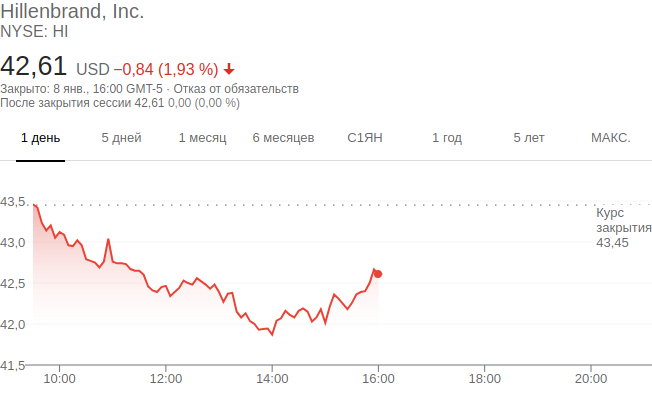 Hillenbrand, Inc.
NYSE: HI
42,61 USD −0,84 (1,93 %)
Закрыто: 8 янв., 16:00 GMT-5 · Отказ от обязательств
После закрытия сессии 42,61 0,00 (0,00 %)
1 день 5 дней 1 месяц 6 месяцев С1ЯН 1 год 5 лет МАКС.
43,5
Курс
закрытия
43,45
43,0
42,5
42,0
41,5
10:00 12:00 14:00 16:00 18:00 20:00